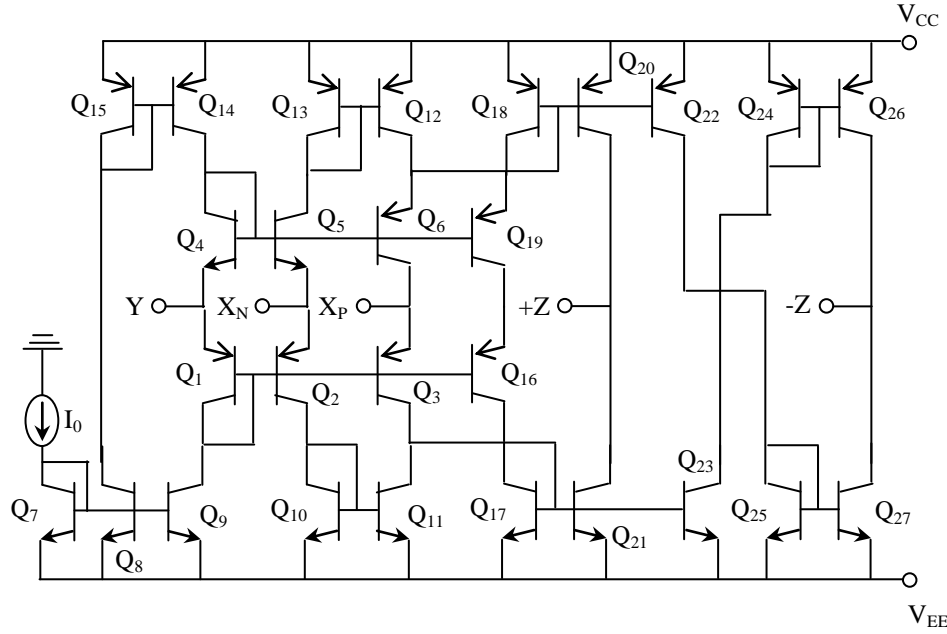 V_CC
Q_20
Q_15
Q_14
Q_13
Q_12
Q_18
Q_22
Q_24
Q_26
Q_4
Q_5
Q_6
Q_19
Y
X_N
X_P
+Z
-Z
Q_1
Q_2
Q_3
Q_16
I_0
Q_23
Q_7
Q_9
Q_10
Q_11
Q_17
Q_25
Q_27
Q_8
Q_21
V_EE